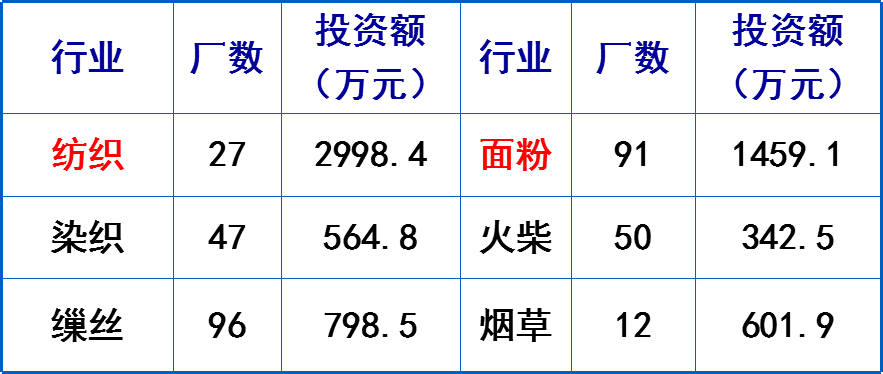 行业 厂数 投资额（万元） 行业 厂数 投资额（万元）
纺织 27 2998.4 面粉 91 1459.1
染织 47 564.8 火柴 50 342.5
缫丝 96 798.5 烟草 12 601.9